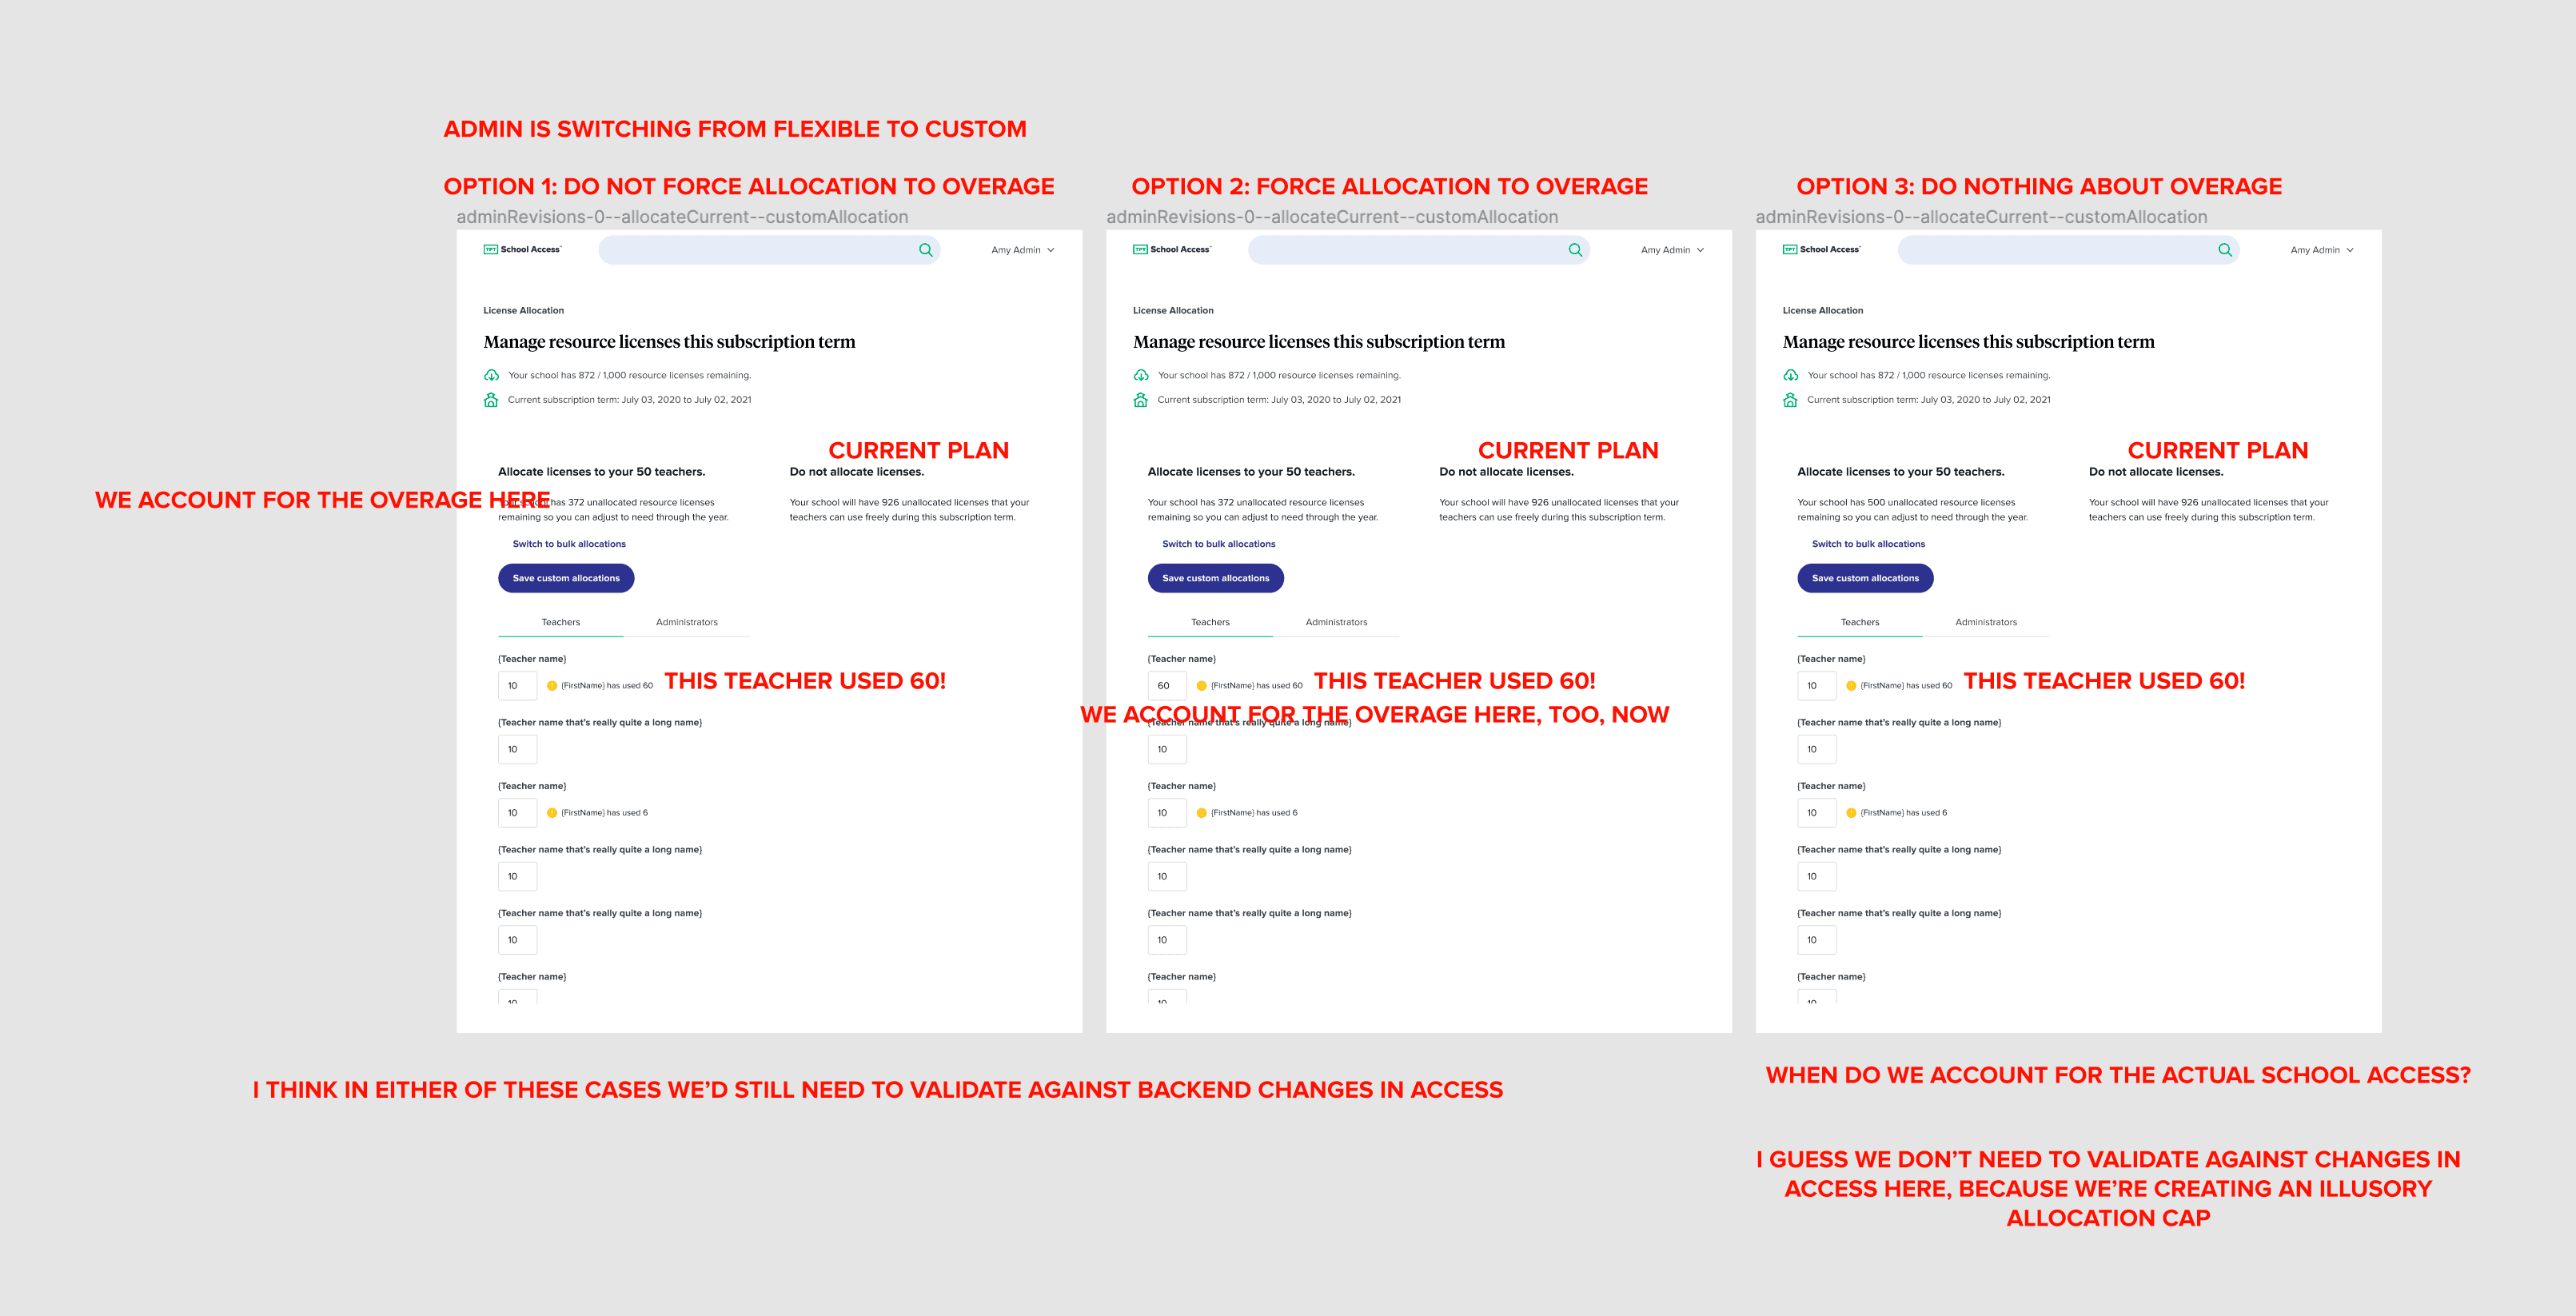 ADMIN IS SWITCHING FROM FLEXIBLE TO CUSTOM
OPTION 1: DO NOT FORCE ALLOCATION TO OVERAGE
adminRevisions-0--allocateCurrent--customAllocation
TPT School Access™
Amy Admin
License Allocation
Manage resource licenses this subscription term
Your school has 872 / 1,000 resource licenses remaining.
Current subscription term: July 03, 2020 to July 02, 2021
CURRENT PLAN
Allocate licenses to your 50 teachers.
Do not allocate licenses.
WE ACCOUNT FOR THE OVERAGE HERE
Your school has 372 unallocated resource licenses
remaining so you can adjust to need through the year.
Your school will have 926 unallocated licenses that your
teachers can use freely during this subscription term.
Switch to bulk allocations
Save custom allocations
Teachers
Administrators
{Teacher name}
10
{FirstName} has used 60
THIS TEACHER USED 60!
{Teacher name that's really quite a long name}
10
{Teacher name}
10
{FirstName} has used 6
{Teacher name that's really quite a long name}
10
{Teacher name that's really quite a long name}
10
{Teacher name}
10
OPTION 2: FORCE ALLOCATION TO OVERAGE
adminRevisions-0--allocateCurrent--customAllocation
TPT School Access™
Amy Admin
License Allocation
Manage resource licenses this subscription term
Your school has 872 / 1,000 resource licenses remaining.
Current subscription term: July 03, 2020 to July 02, 2021
CURRENT PLAN
Allocate licenses to your 50 teachers.
Do not allocate licenses.
Your school has 372 unallocated resource licenses
remaining so you can adjust to need through the year.
Your school will have 926 unallocated licenses that your
teachers can use freely during this subscription term.
Switch to bulk allocations
Save custom allocations
Teachers
Administrators
{Teacher name}
60
{FirstName} has used 60
THIS TEACHER USED 60!
WE ACCOUNT FOR THE OVERAGE HERE, TOO, NOW
{Teacher name that's really quite a long name}
10
{Teacher name}
10
{FirstName} has used 6
{Teacher name that's really quite a long name}
10
{Teacher name that's really quite a long name}
10
{Teacher name}
10
I THINK IN EITHER OF THESE CASES WE'D STILL NEED TO VALIDATE AGAINST BACKEND CHANGES IN ACCESS
OPTION 3: DO NOTHING ABOUT OVERAGE
adminRevisions-0--allocateCurrent--customAllocation
TPT School Access™
Amy Admin
License Allocation
Manage resource licenses this subscription term
Your school has 872 / 1,000 resource licenses remaining.
Current subscription term: July 03, 2020 to July 02, 2021
CURRENT PLAN
Allocate licenses to your 50 teachers.
Do not allocate licenses.
Your school has 500 unallocated resource licenses
remaining so you can adjust to need through the year.
Your school will have 926 unallocated licenses that your
teachers can use freely during this subscription term.
Switch to bulk allocations
Save custom allocations
Teachers
Administrators
{Teacher name}
10
{FirstName} has used 60
THIS TEACHER USED 60!
{Teacher name that's really quite a long name}
10
{Teacher name}
10
{FirstName} has used 6
{Teacher name that's really quite a long name}
10
{Teacher name that's really quite a long name}
10
{Teacher name}
10
WHEN DO WE ACCOUNT FOR THE ACTUAL SCHOOL ACCESS?
I GUESS WE DON'T NEED TO VALIDATE AGAINST CHANGES IN
ACCESS HERE, BECAUSE WE'RE CREATING AN ILLUSORY
ALLOCATION CAP